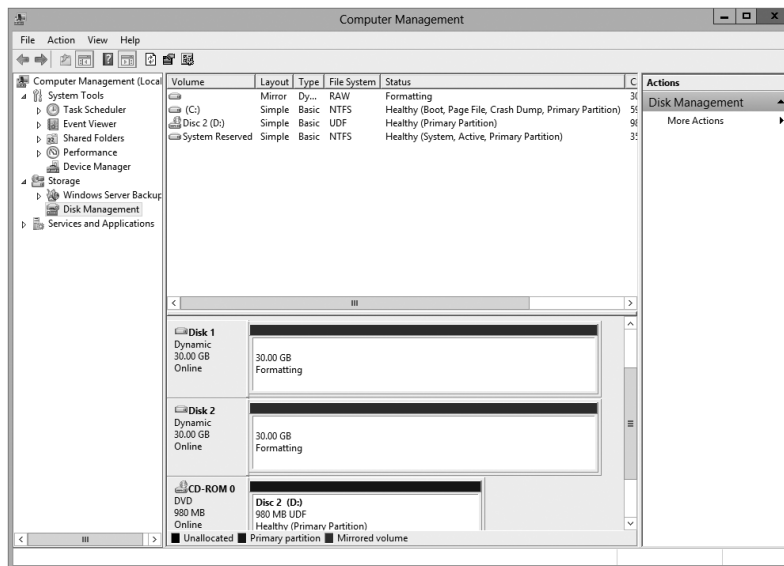 Computer Management
File Action View Help
Computer Management (Local
System Tools
Task Scheduler
Event Viewer
Shared Folders
Performance
Device Manager
Storage
Windows Server Backup
Disk Management
Services and Applications
Volume Layout Type File System Status C
Mirror Dy... RAW Formatting 30
(C:) Simple Basic NTFS Healthy (Boot, Page File, Crash Dump, Primary Partition) 59
Disc 2 (D:) Simple Basic UDF Healthy (Primary Partition) 98
System Reserved Simple Basic NTFS Healthy (System, Active, Primary Partition) 35
Disk 1
Dynamic
30.00 GB
Online
30.00 GB
Formatting
Disk 2
Dynamic
30.00 GB
Online
30.00 GB
Formatting
CD-ROM 0
DVD
980 MB
Online
Disc 2 (D:)
980 MB UDF
Healthy (Primary Partition)
Unallocated Primary partition Mirrored volume
Actions
Disk Management
More Actions